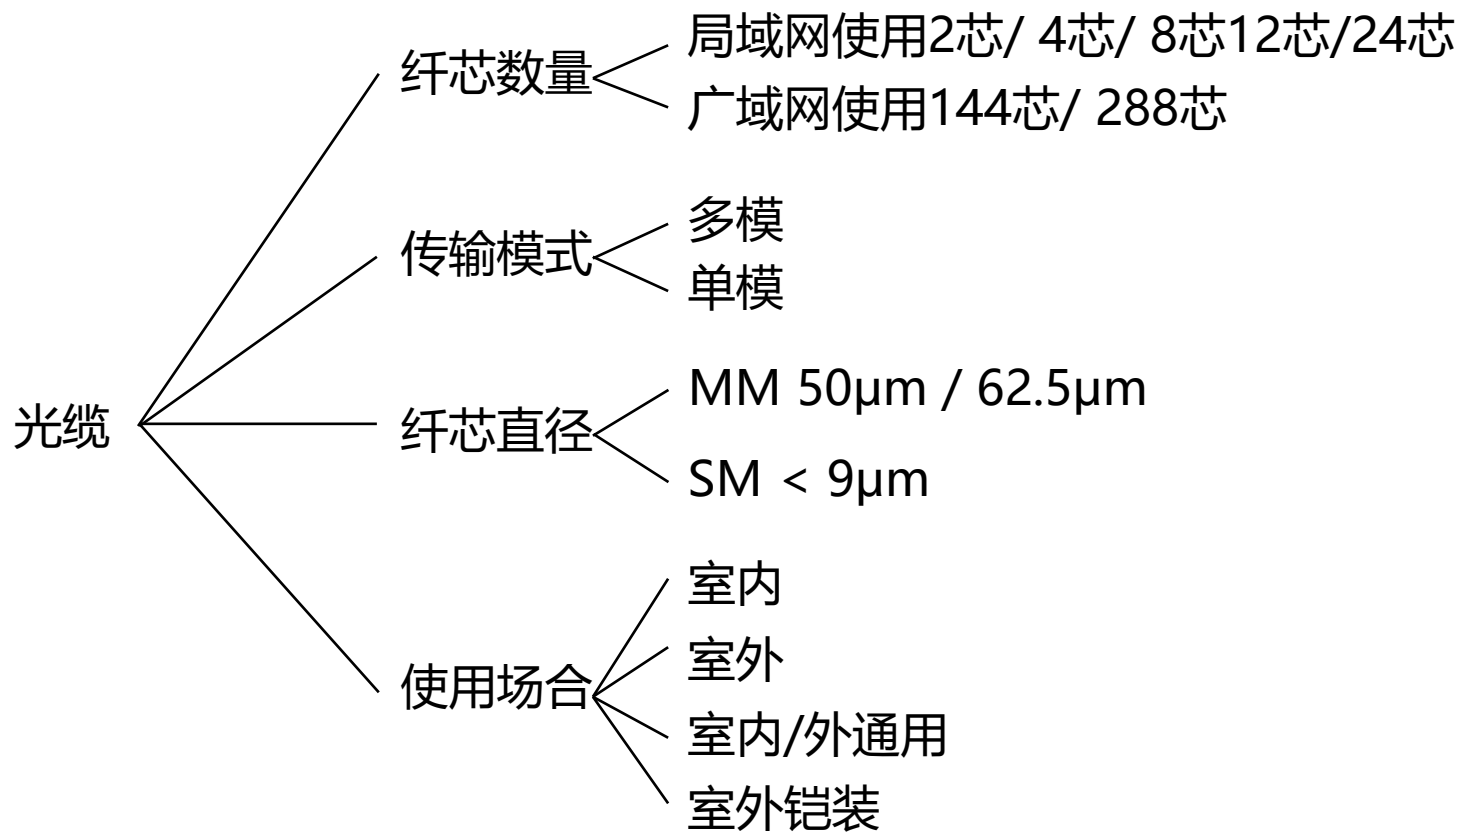 局域网使用2芯/ 4芯/ 8芯12芯/24芯
纤芯数量
广域网使用144芯/ 288芯
多模
传输模式
单模
MM 50μm / 62.5μm
光缆
纤芯直径
SM < 9μm
室内
室外
使用场合
室内/外通用
室外铠装